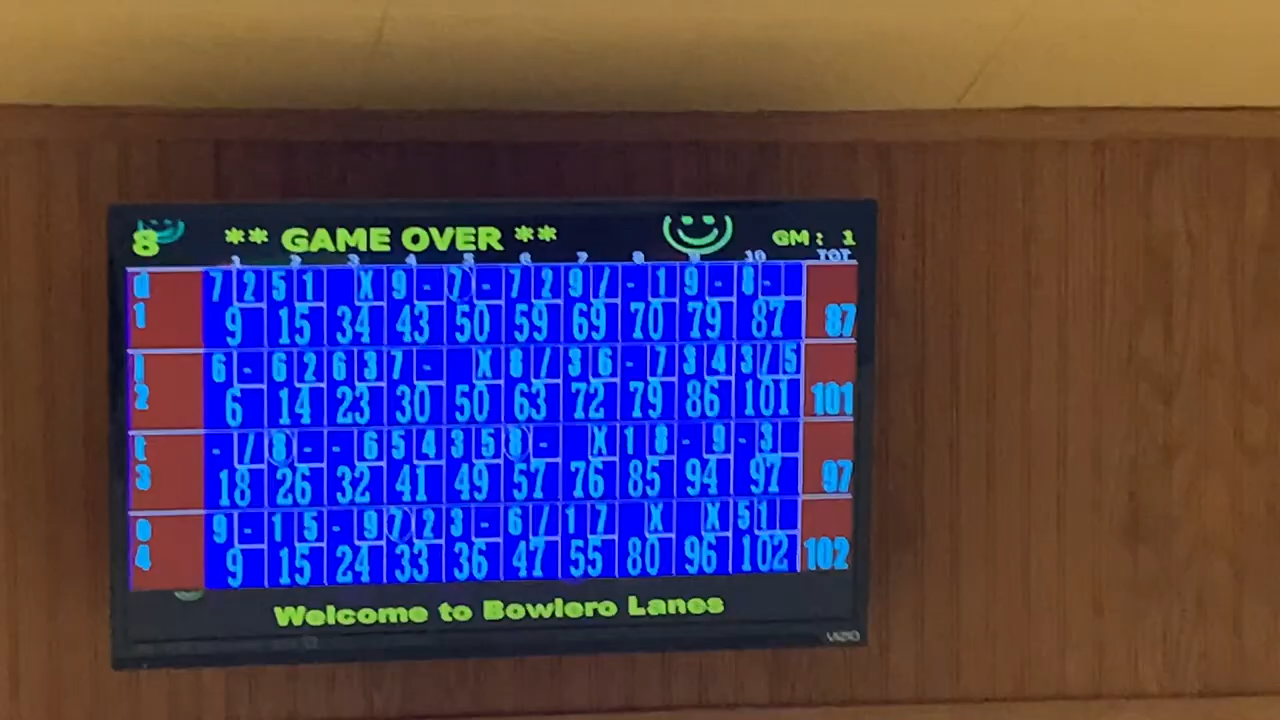 8 ** GAME OVER ** GM: 1
1 2 3 4 5 6 7 8 9 10 TOT
d 7 2 5 1 X 9 - 7 - 7 2 9 / - 1 9 - 8 -
1 9 15 34 43 50 59 69 70 79 87 87
6 - 6 2 6 3 7 - X 8 / 3 6 - 7 3 4 3 / 5
2 6 14 23 30 50 63 72 79 86 101 101
t - / 8 - - 6 5 4 3 5 8 - X 1 8 - 9 - 3
3 18 26 32 41 49 57 76 85 94 97 97
9 - 1 5 - 9 7 2 3 - 6 / 1 7 X X 5 1
4 9 15 24 33 36 47 55 80 96 102 102
Welcome to Bowlero Lanes
VIZIO